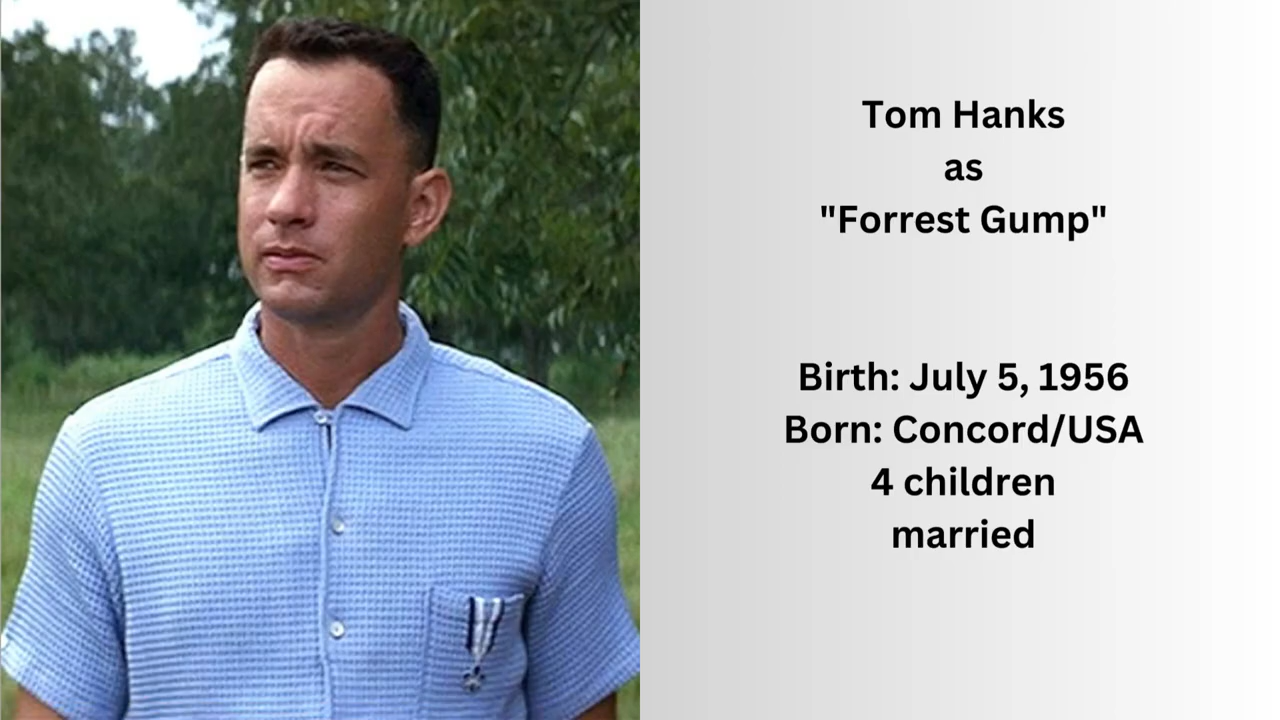 Tom Hanks
as
"Forrest Gump"
Birth: July 5, 1956
Born: Concord/USA
4 children
married